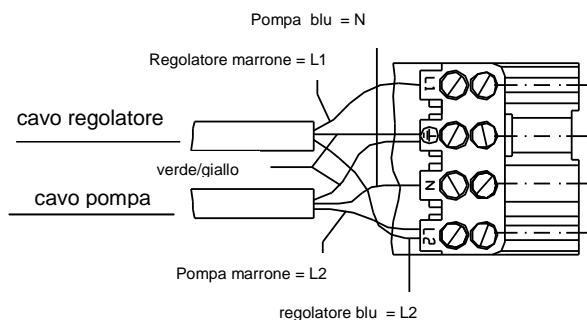 Pompa blu = N
Regolatore marrone = L1
cavo regolatore
verde/giallo
cavo pompa
Pompa marrone = L2
regolatore blu = L2
L1
N
L2